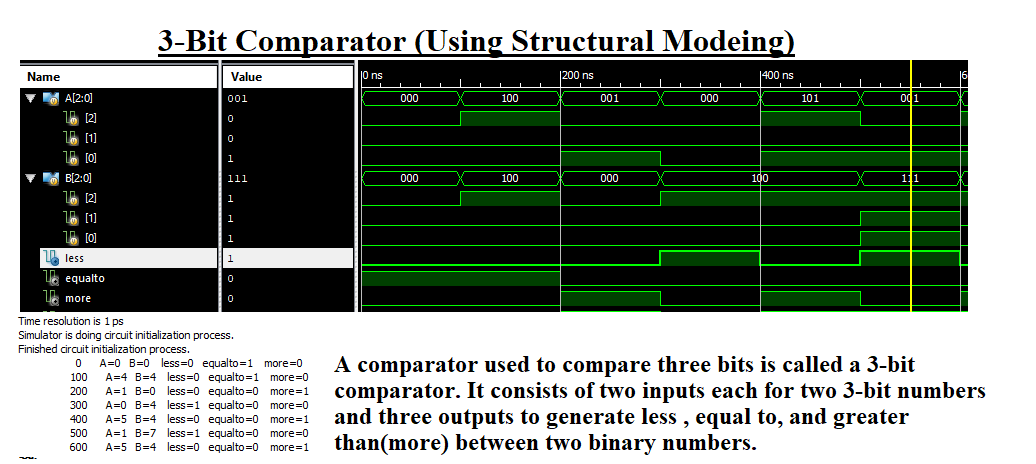 3-Bit Comparator (Using Structural Modeing)
Name Value 0 ns 200 ns 400 ns 6
A[2:0] 001 000 100 001 000 101 001
[2] 0
[1] 0
[0] 1
B[2:0] 111 000 100 000 100 111
[2] 1
[1] 1
[0] 1
less 1
equalto 0
more 0
Time resolution is 1 ps
Simulator is doing circuit initialization process.
Finished circuit initialization process.
0 A=0 B=0 less=0 equalto=1 more=0
100 A=4 B=4 less=0 equalto=1 more=0
200 A=1 B=0 less=0 equalto=0 more=1
300 A=0 B=4 less=1 equalto=0 more=0
400 A=5 B=4 less=0 equalto=0 more=1
500 A=1 B=7 less=1 equalto=0 more=0
600 A=5 B=4 less=0 equalto=0 more=1
A comparator used to compare three bits is called a 3-bit
comparator. It consists of two inputs each for two 3-bit numbers
and three outputs to generate less , equal to, and greater
than(more) between two binary numbers.